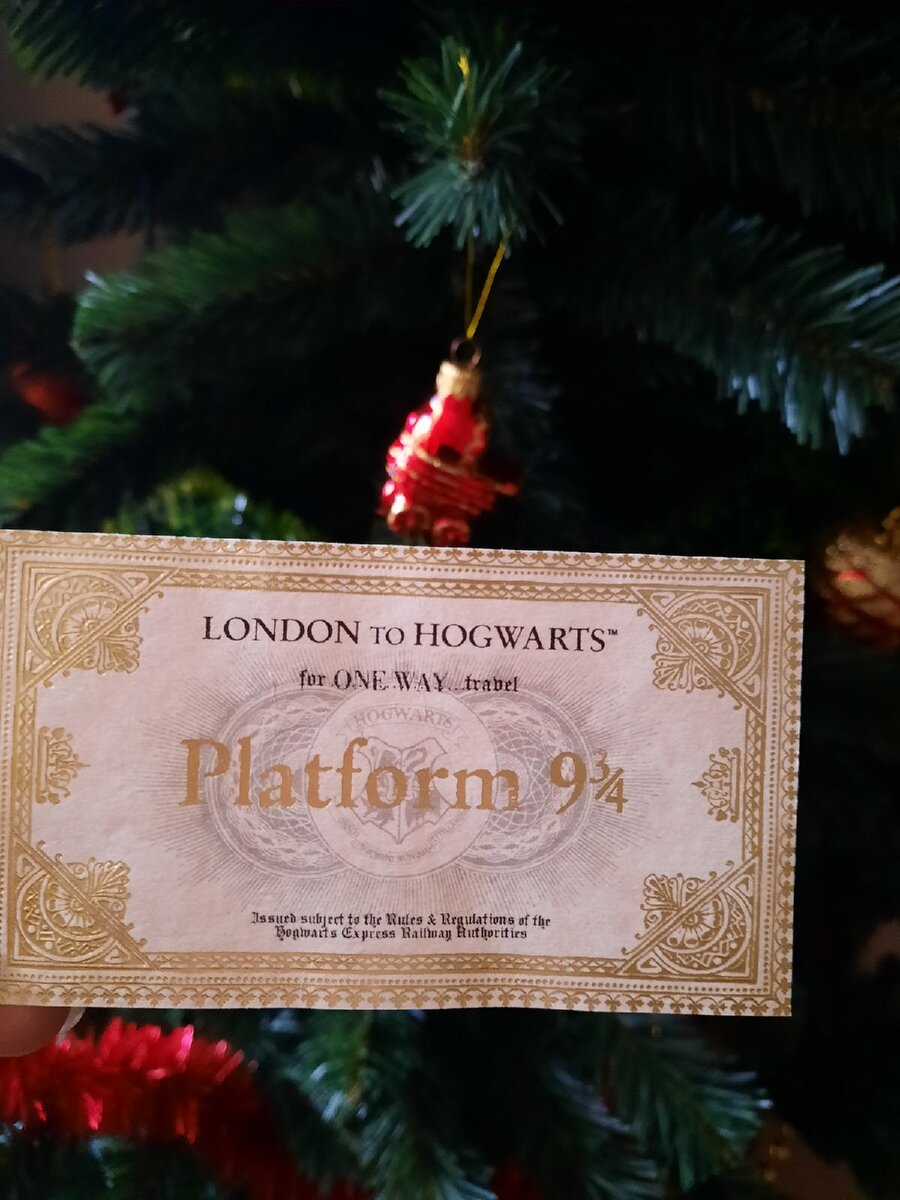 LONDON TO HOGWARTS™
for ONE WAY travel
HOGWARTS
Platform 9¾
Issued subject to the Rules & Regulations of the
Hogwarts Express Railway Authorities